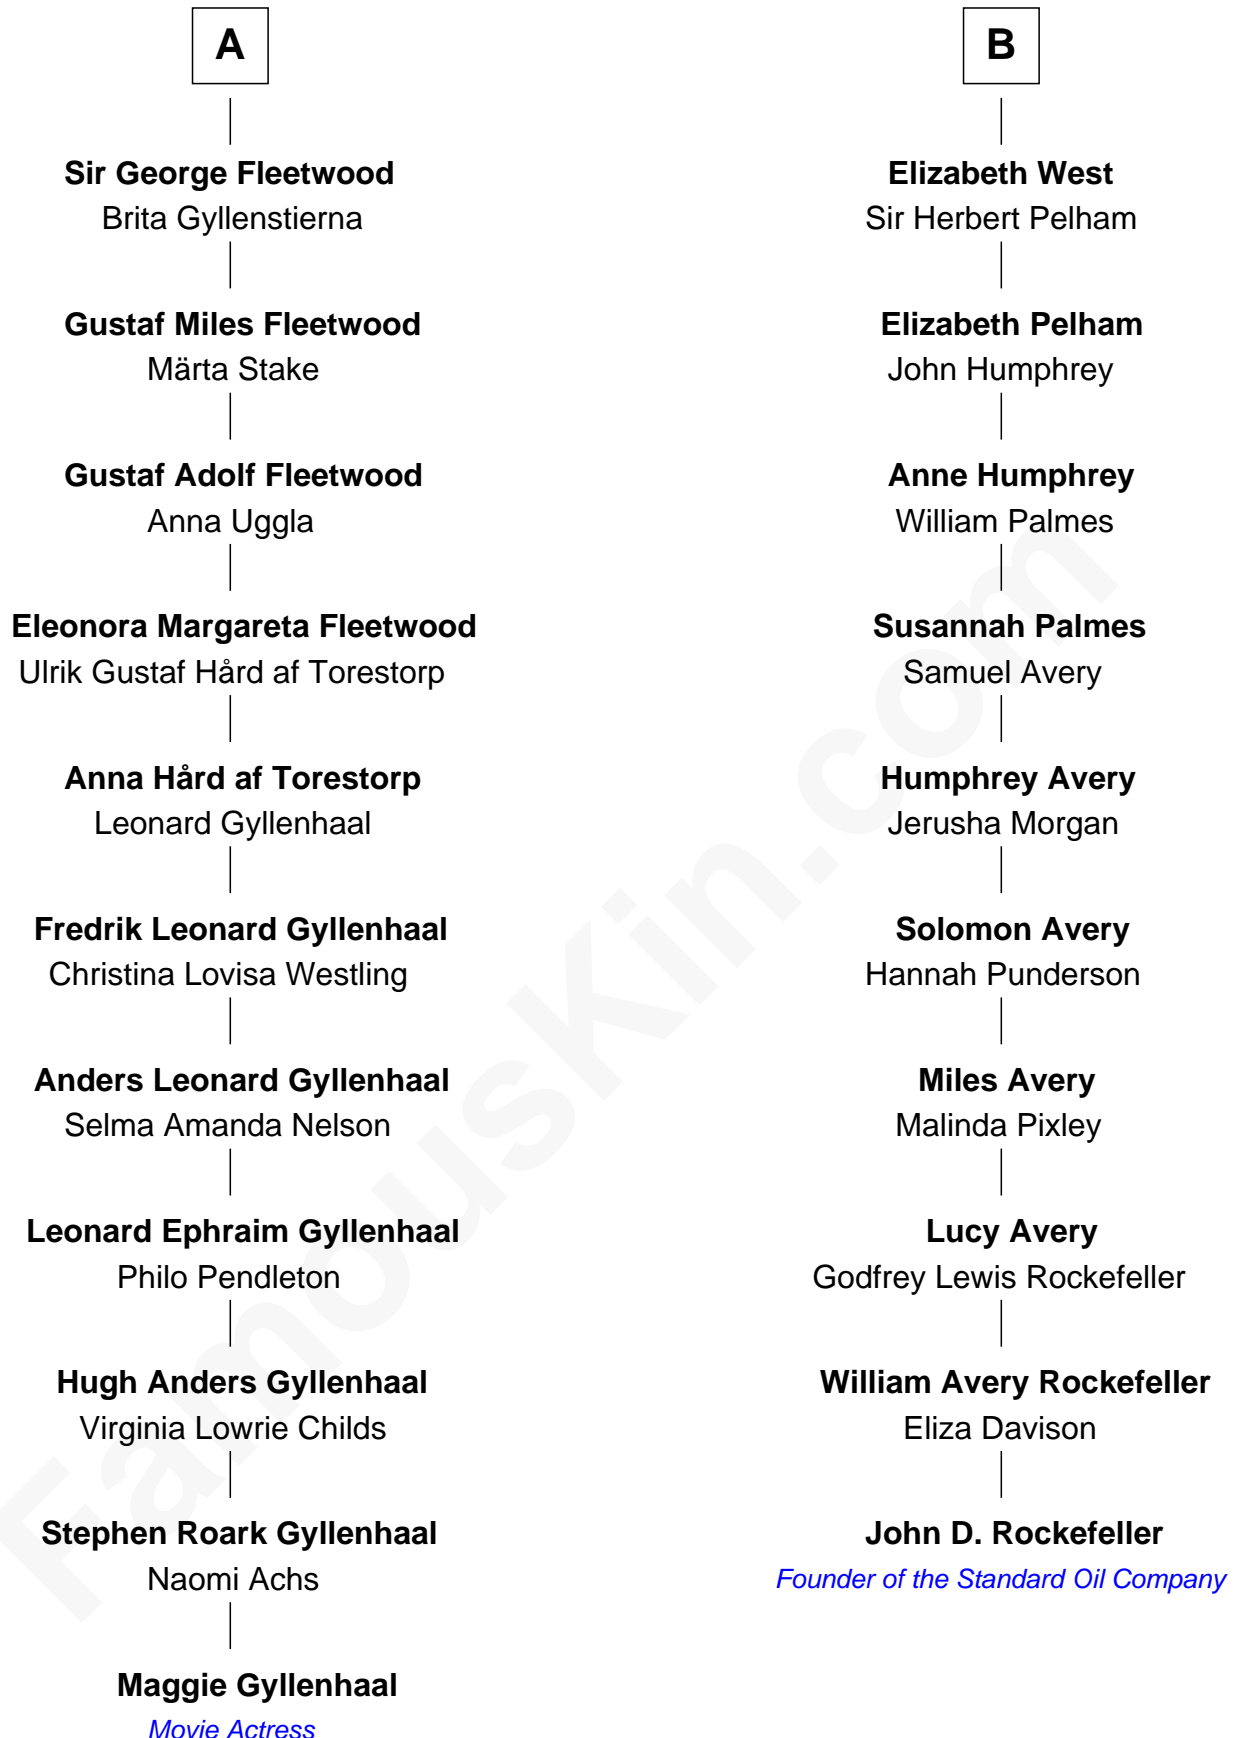 A
Sir George Fleetwood
Brita Gyllenstierna
Gustaf Miles Fleetwood
Märta Stake
Gustaf Adolf Fleetwood
Anna Uggla
Eleonora Margareta Fleetwood
Ulrik Gustaf Hård af Torestorp
Anna Hård af Torestorp
Leonard Gyllenhaal
Fredrik Leonard Gyllenhaal
Christina Lovisa Westling
Anders Leonard Gyllenhaal
Selma Amanda Nelson
Leonard Ephraim Gyllenhaal
Philo Pendleton
Hugh Anders Gyllenhaal
Virginia Lowrie Childs
Stephen Roark Gyllenhaal
Naomi Achs
Maggie Gyllenhaal
Movie Actress
B
Elizabeth West
Sir Herbert Pelham
Elizabeth Pelham
John Humphrey
Anne Humphrey
William Palmes
Susannah Palmes
Samuel Avery
Humphrey Avery
Jerusha Morgan
Solomon Avery
Hannah Punderson
Miles Avery
Malinda Pixley
Lucy Avery
Godfrey Lewis Rockefeller
William Avery Rockefeller
Eliza Davison
John D. Rockefeller
Founder of the Standard Oil Company
FamousKin.com